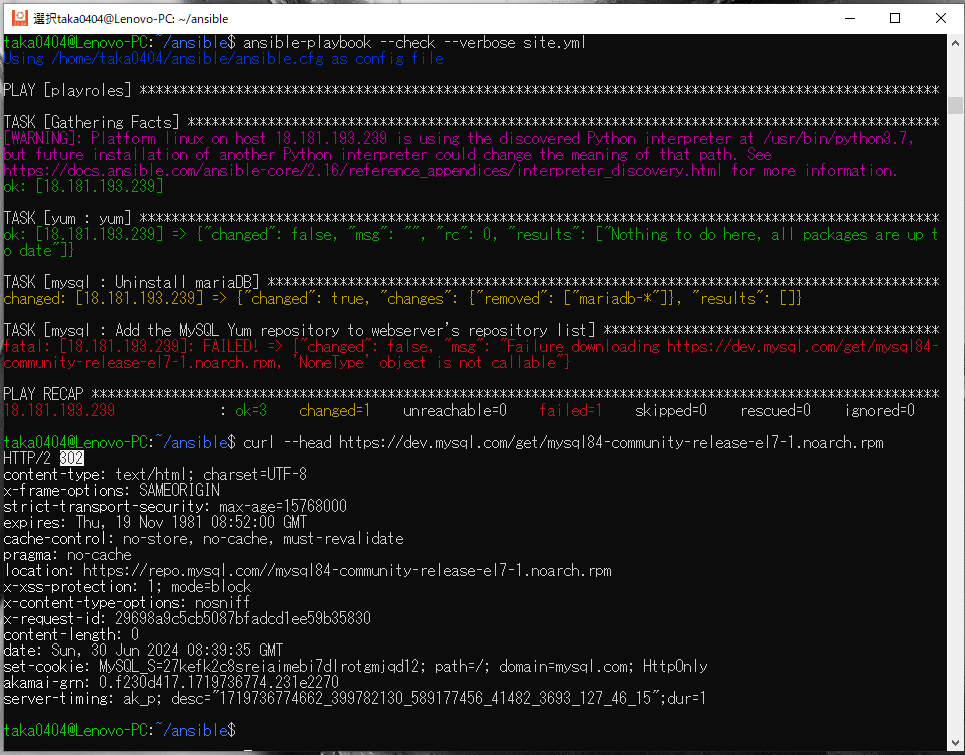 選択taka0404@Lenovo-PC: ~/ansible
taka0404@Lenovo-PC:~/ansible$ ansible-playbook --check --verbose site.yml
Using /home/taka0404/ansible/ansible.cfg as config file
PLAY [playroles] ****************************************************************************************************
TASK [Gathering Facts] **********************************************************************************************
[WARNING]: Platform linux on host 18.181.193.239 is using the discovered Python interpreter at /usr/bin/python3.7,
but future installation of another Python interpreter could change the meaning of that path. See
https://docs.ansible.com/ansible-core/2.16/reference_appendices/interpreter_discovery.html for more information.
ok: [18.181.193.239]
TASK [yum : yum] ****************************************************************************************************
ok: [18.181.193.239] => {"changed": false, "msg": "", "rc": 0, "results": ["Nothing to do here, all packages are up t
o date"]}
TASK [mysql : Uninstall mariaDB] ************************************************************************************
changed: [18.181.193.239] => {"changed": true, "changes": {"removed": ["mariadb-*"]}, "results": []}
TASK [mysql : Add the MySQL Yum repository to webserver's repository list] ******************************************
fatal: [18.181.193.239]: FAILED! => {"changed": false, "msg": "Failure downloading https://dev.mysql.com/get/mysql84-
community-release-el7-1.noarch.rpm, 'NoneType' object is not callable"}
PLAY RECAP **********************************************************************************************************
18.181.193.239             : ok=3    changed=1    unreachable=0    failed=1    skipped=0    rescued=0    ignored=0
taka0404@Lenovo-PC:~/ansible$ curl --head https://dev.mysql.com/get/mysql84-community-release-el7-1.noarch.rpm
HTTP/2 302
content-type: text/html; charset=UTF-8
x-frame-options: SAMEORIGIN
strict-transport-security: max-age=15768000
expires: Thu, 19 Nov 1981 08:52:00 GMT
cache-control: no-store, no-cache, must-revalidate
pragma: no-cache
location: https://repo.mysql.com//mysql84-community-release-el7-1.noarch.rpm
x-xss-protection: 1; mode=block
x-content-type-options: nosniff
x-request-id: 29698a9c5cb5087bfadcd1ee59b35830
content-length: 0
date: Sun, 30 Jun 2024 08:39:35 GMT
set-cookie: MySQL_S=27kefk2c8sreiaimebi7dlrotgmjqd12; path=/; domain=mysql.com; HttpOnly
akamai-grn: 0.f230d417.1719736774.231e2270
server-timing: ak_p; desc="1719736774662_399782130_589177456_41482_3693_127_46_15";dur=1
taka0404@Lenovo-PC:~/ansible$